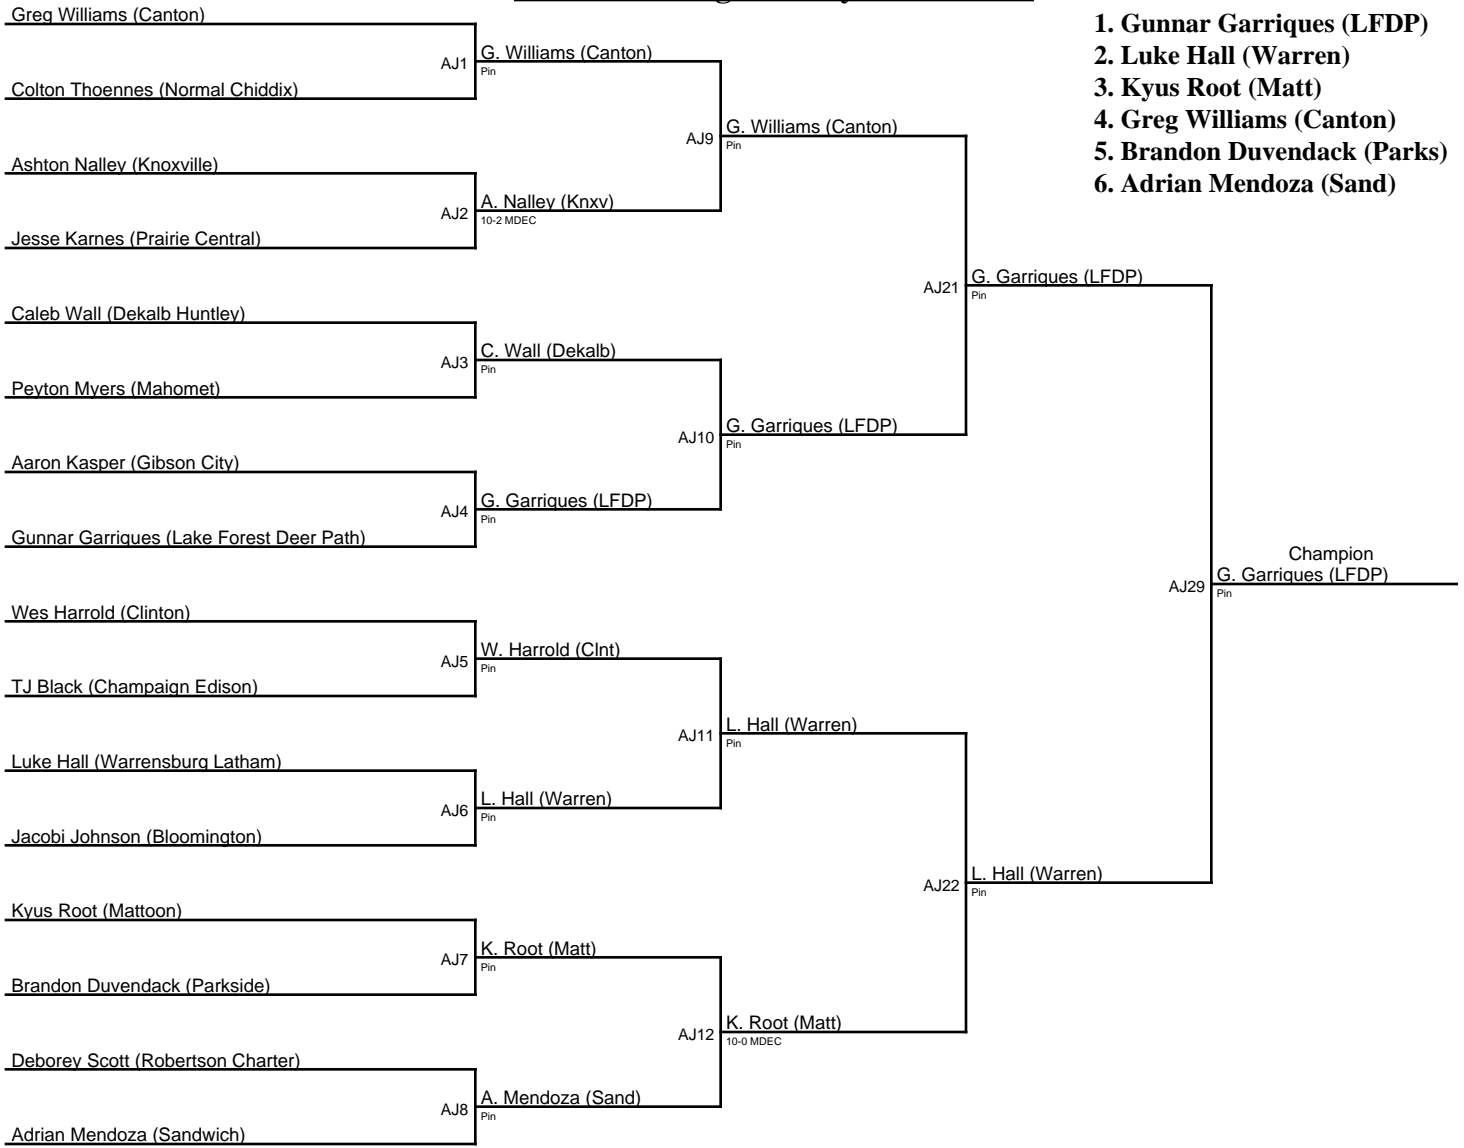 1. Gunnar Garriques (LFDP)
2. Luke Hall (Warren)
3. Kyus Root (Matt)
4. Greg Williams (Canton)
5. Brandon Duvendack (Parks)
6. Adrian Mendoza (Sand)
Greg Williams (Canton)
AJ1
G. Williams (Canton)
Pin
Colton Thoennes (Normal Chiddix)
AJ9
G. Williams (Canton)
Pin
Ashton Nalley (Knoxville)
AJ2
A. Nalley (Knxv)
10-2 MDEC
Jesse Karnes (Prairie Central)
AJ21
G. Garriques (LFDP)
Pin
Caleb Wall (Dekalb Huntley)
AJ3
C. Wall (Dekalb)
Pin
Peyton Myers (Mahomet)
AJ10
G. Garriques (LFDP)
Pin
Aaron Kasper (Gibson City)
AJ4
G. Garriques (LFDP)
Pin
Gunnar Garriques (Lake Forest Deer Path)
Champion
AJ29
G. Garriques (LFDP)
Pin
Wes Harrold (Clinton)
AJ5
W. Harrold (Clnt)
Pin
TJ Black (Champaign Edison)
AJ11
L. Hall (Warren)
Pin
Luke Hall (Warrensburg Latham)
AJ6
L. Hall (Warren)
Pin
Jacobi Johnson (Bloomington)
AJ22
L. Hall (Warren)
Pin
Kyus Root (Mattoon)
AJ7
K. Root (Matt)
Pin
Brandon Duvendack (Parkside)
AJ12
K. Root (Matt)
10-0 MDEC
Deborey Scott (Robertson Charter)
AJ8
A. Mendoza (Sand)
Pin
Adrian Mendoza (Sandwich)